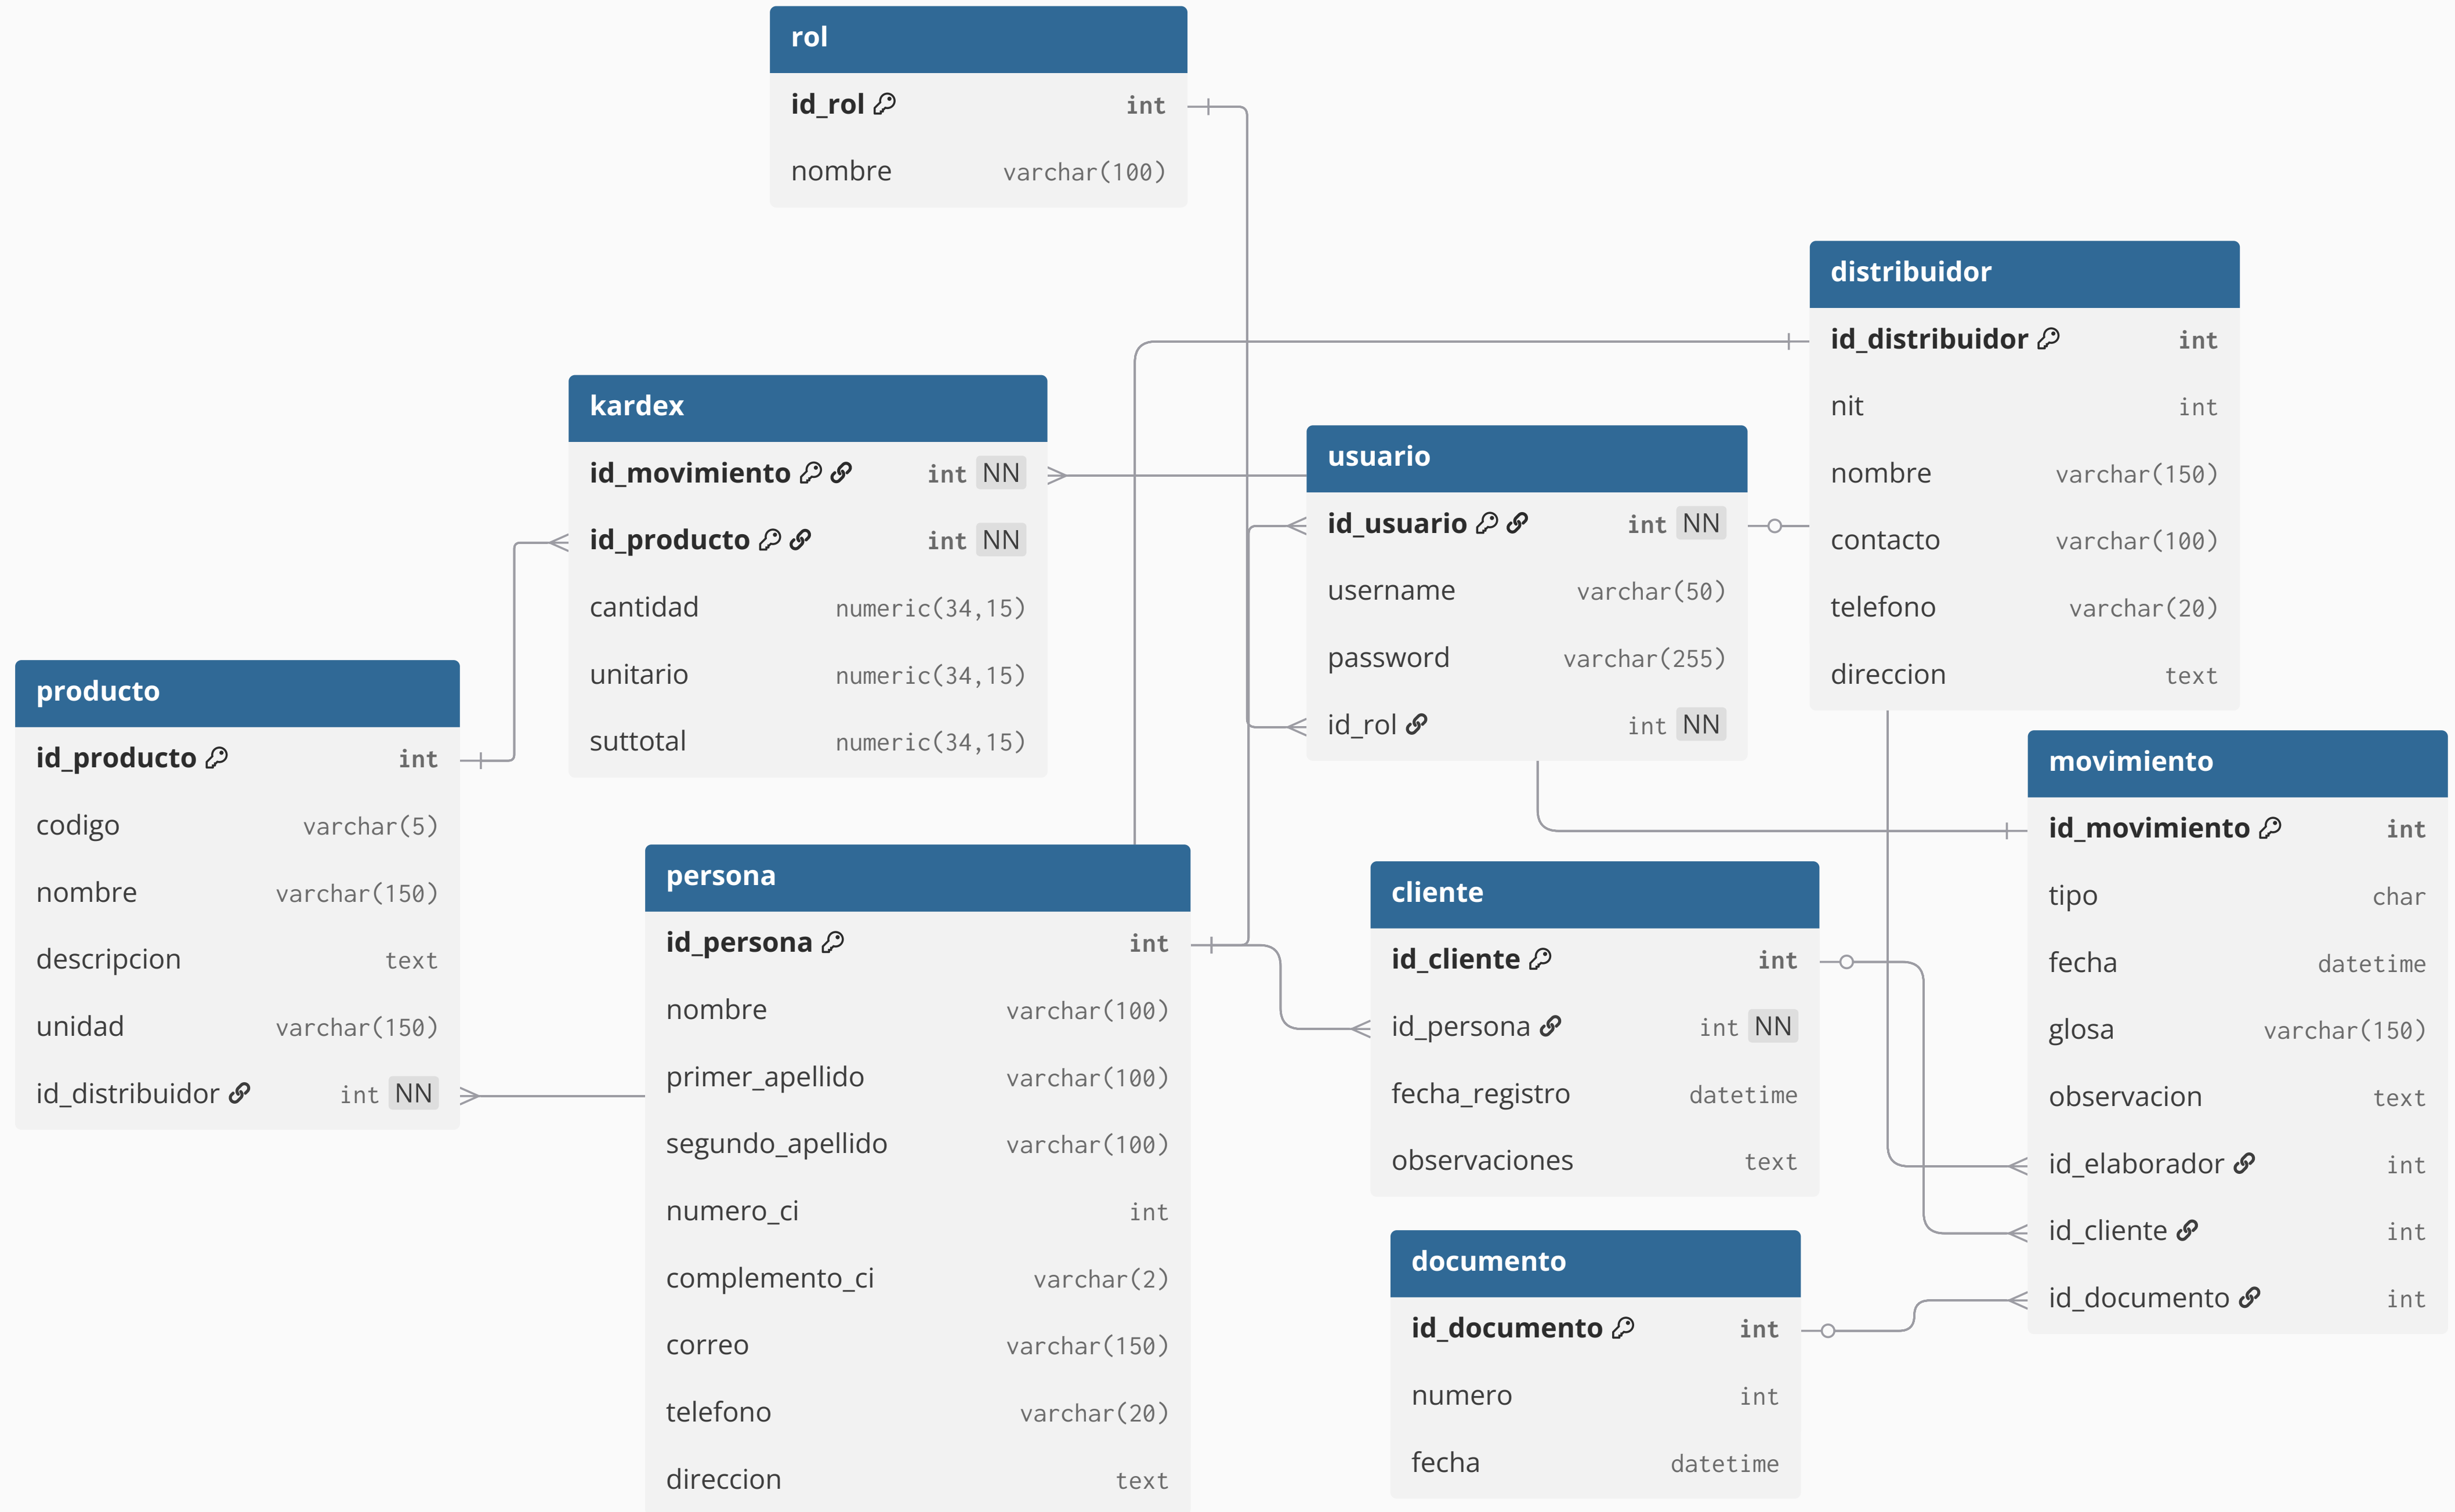 rol
id_rol int
nombre varchar(100)
distribuidor
id_distribuidor int
nit int
nombre varchar(150)
contacto varchar(100)
telefono varchar(20)
direccion text
kardex
id_movimiento int NN
id_producto int NN
cantidad numeric(34,15)
unitario numeric(34,15)
suttotal numeric(34,15)
usuario
id_usuario int NN
username varchar(50)
password varchar(255)
id_rol int NN
producto
id_producto int
codigo varchar(5)
nombre varchar(150)
descripcion text
unidad varchar(150)
id_distribuidor int NN
movimiento
id_movimiento int
tipo char
fecha datetime
glosa varchar(150)
observacion text
id_elaborador int
id_cliente int
id_documento int
persona
id_persona int
nombre varchar(100)
primer_apellido varchar(100)
segundo_apellido varchar(100)
numero_ci int
complemento_ci varchar(2)
correo varchar(150)
telefono varchar(20)
direccion text
cliente
id_cliente int
id_persona int NN
fecha_registro datetime
observaciones text
documento
id_documento int
numero int
fecha datetime